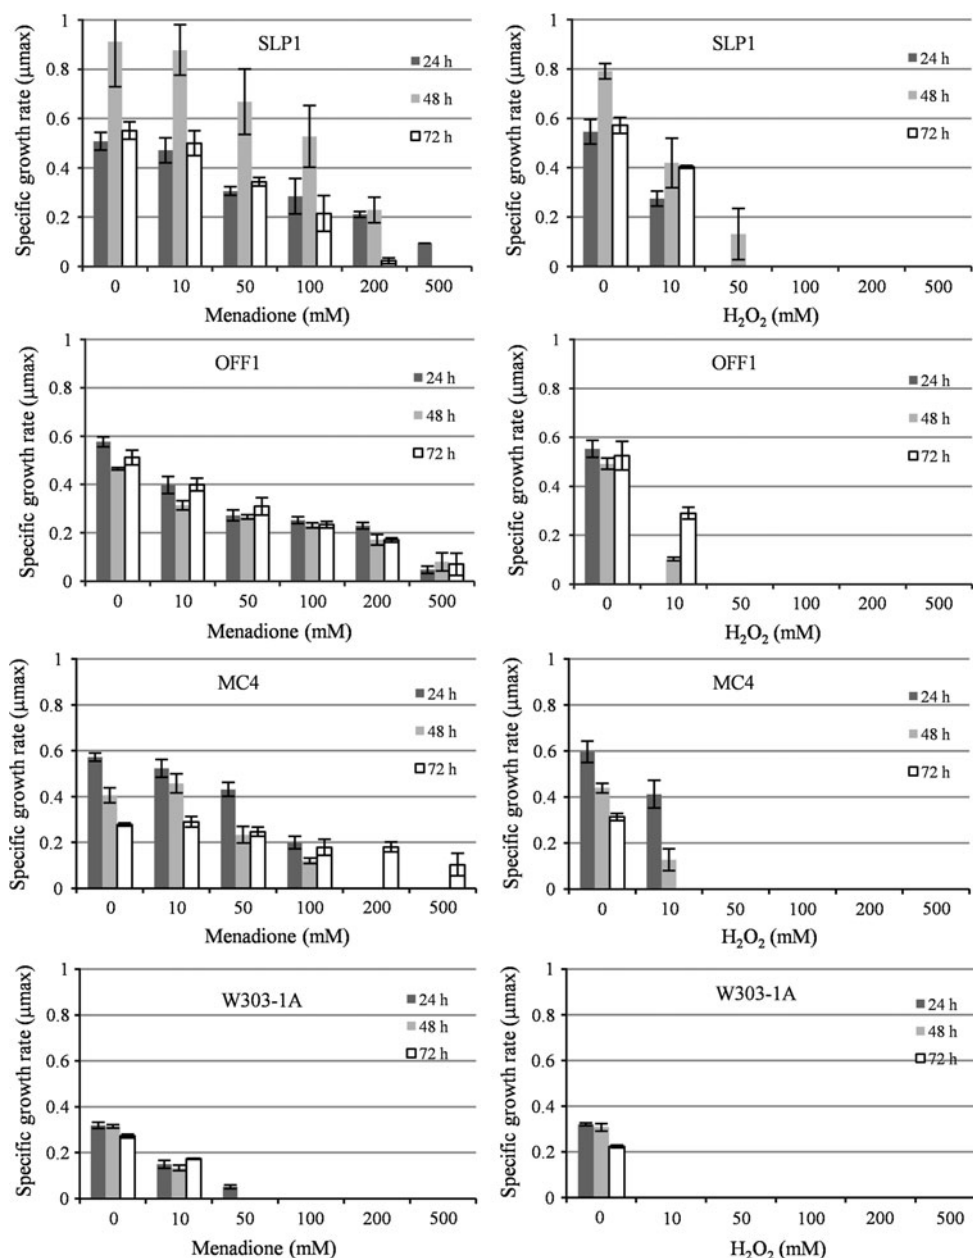 Specific growth rate (μmax)
1
0.8
0.6
0.4
0.2
0
SLP1
24 h
48 h
72 h
0 10 50 100 200 500
Menadione (mM)
Specific growth rate (μmax)
1
0.8
0.6
0.4
0.2
0
SLP1
24 h
48 h
72 h
0 10 50 100 200 500
H₂O₂ (mM)
Specific growth rate (μmax)
1
0.8
0.6
0.4
0.2
0
OFF1
24 h
48 h
72 h
0 10 50 100 200 500
Menadione (mM)
Specific growth rate (μmax)
1
0.8
0.6
0.4
0.2
0
OFF1
24 h
48 h
72 h
0 10 50 100 200 500
H₂O₂ (mM)
Specific growth rate (μmax)
1
0.8
0.6
0.4
0.2
0
MC4
24 h
48 h
72 h
0 10 50 100 200 500
Menadione (mM)
Specific growth rate (μmax)
1
0.8
0.6
0.4
0.2
0
MC4
24 h
48 h
72 h
0 10 50 100 200 500
H₂O₂ (mM)
Specific growth rate (μmax)
1
0.8
0.6
0.4
0.2
0
W303-1A
24 h
48 h
72 h
0 10 50 100 200 500
Menadione (mM)
Specific growth rate (μmax)
1
0.8
0.6
0.4
0.2
0
W303-1A
24 h
48 h
72 h
0 10 50 100 200 500
H₂O₂ (mM)